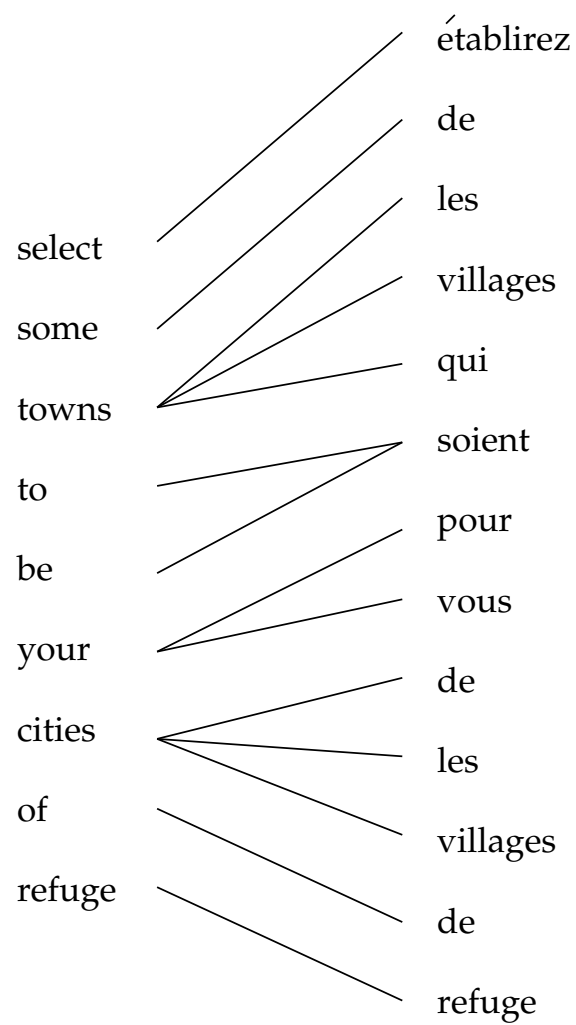 select
some
towns
to
be
your
cities
of
refuge
établirez
de
les
villages
qui
soient
pour
vous
de
les
villages
de
refuge